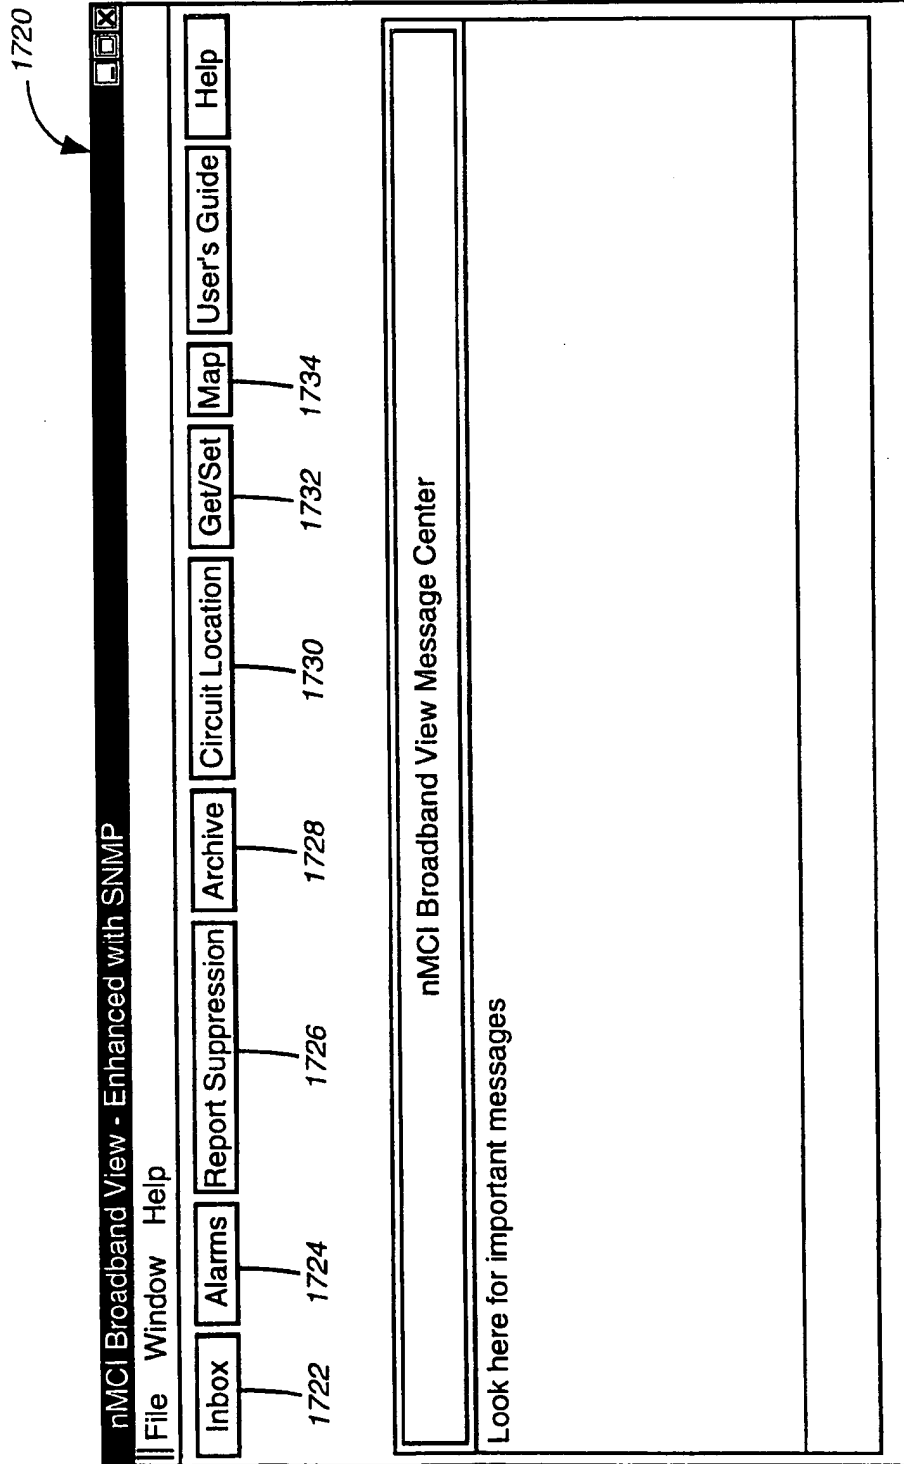 1720
nMCI Broadband View - Enhanced with SNMP
File Window Help
Inbox Alarms Report Suppression Archive Circuit Location Get/Set Map User's Guide Help
1722 1724 1726 1728 1730 1732 1734
nMCI Broadband View Message Center
Look here for important messages